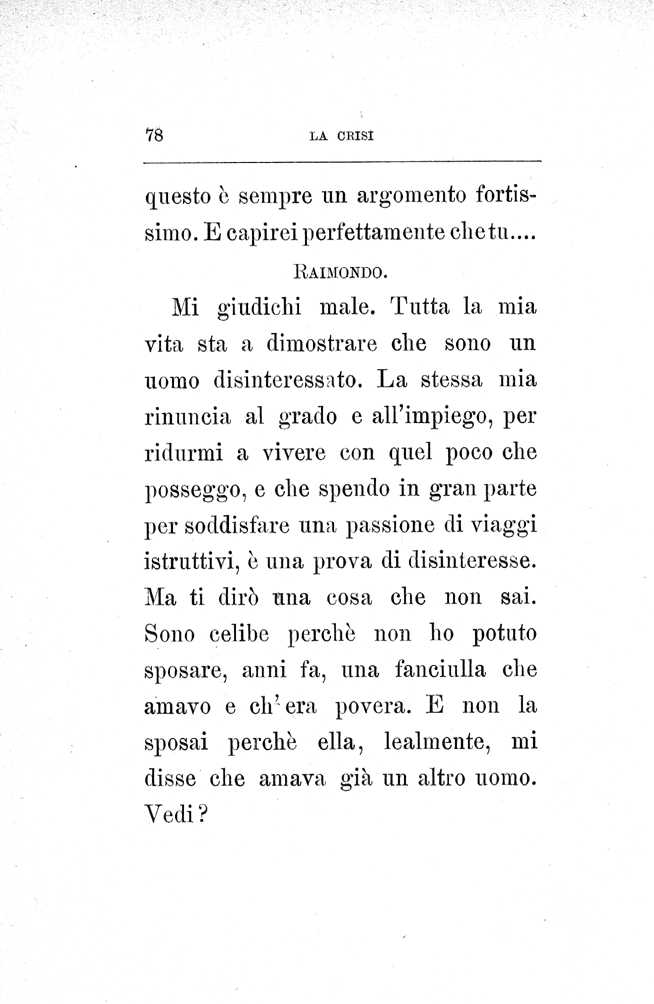 78 LA CRISI
questo è sempre un argomento fortis-
simo. E capirei perfettamente che tu....
RAIMONDO.
Mi giudichi male. Tutta la mia
vita sta a dimostrare che sono un
uomo disinteressato. La stessa mia
rinuncia al grado e all'impiego, per
ridurmi a vivere con quel poco che
posseggo, e che spendo in gran parte
per soddisfare una passione di viaggi
istruttivi, è una prova di disinteresse.
Ma ti dirò una cosa che non sai.
Sono celibe perchè non ho potuto
sposare, anni fa, una fanciulla che
amavo e ch'era povera. E non la
sposai perchè ella, lealmente, mi
disse che amava già un altro uomo.
Vedi?